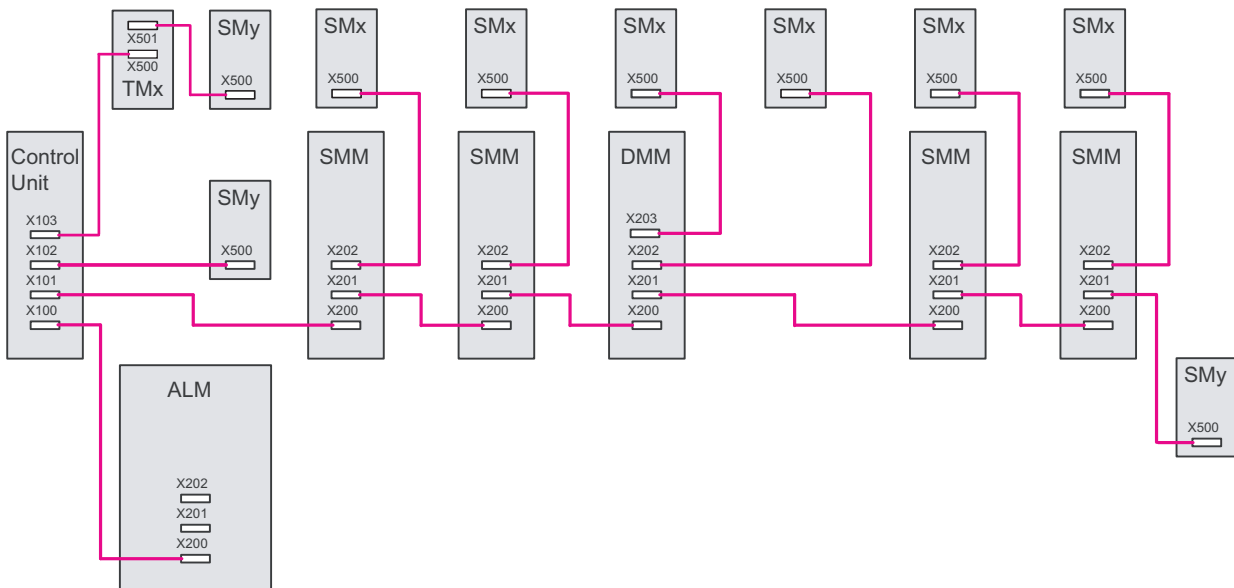 X501
X500
TMx
SMy
X500
SMx
X500
SMx
X500
SMx
X500
SMx
X500
SMx
X500
SMx
X500
Control
Unit
X103
X102
X101
X100
SMy
X500
SMM
X202
X201
X200
SMM
X202
X201
X200
DMM
X203
X202
X201
X200
SMM
X202
X201
X200
SMM
X202
X201
X200
ALM
X202
X201
X200
SMy
X500